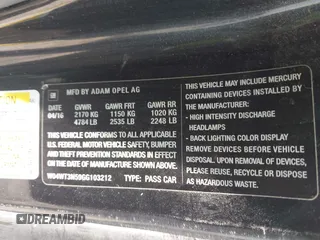 GM
MFD BY ADAM OPEL AG
04/16 GVWR GAWR FRT GAWR RR
2170 KG 1150 KG 1020 KG
4784 LB 2535 LB 2248 LB
THIS VEHICLE CONFORMS TO ALL APPLICABLE
U.S. FEDERAL MOTOR VEHICLE SAFETY, BUMPER,
AND THEFT PREVENTION STANDARDS IN EFFECT
ON THE DATE OF MANUFACTURE SHOWN ABOVE.
W04WT3N59GG103212 TYPE: PASS CAR
THIS VEHICLE MAY INCLUDE MERCURY
CONTAINING DEVICES INSTALLED BY THE
MANUFACTURER:
- HIGH INTENSITY DISCHARGE
HEADLAMPS
- BACK LIGHTING COLOR DISPLAY
REMOVE DEVICES BEFORE VEHICLE
DISPOSAL UPON REMOVAL OF DEVICES
PLEASE REUSE, RECYCLE OR DISPOSE
AS HAZARDOUS WASTE.
DREAMBID